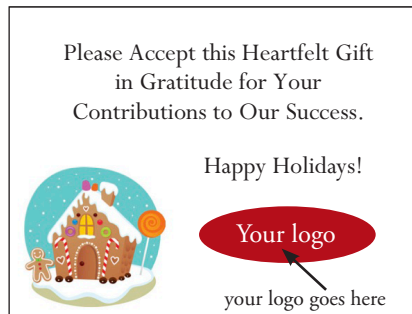 Please Accept this Heartfelt Gift
in Gratitude for Your
Contributions to Our Success.
Happy Holidays!
Your logo
your logo goes here